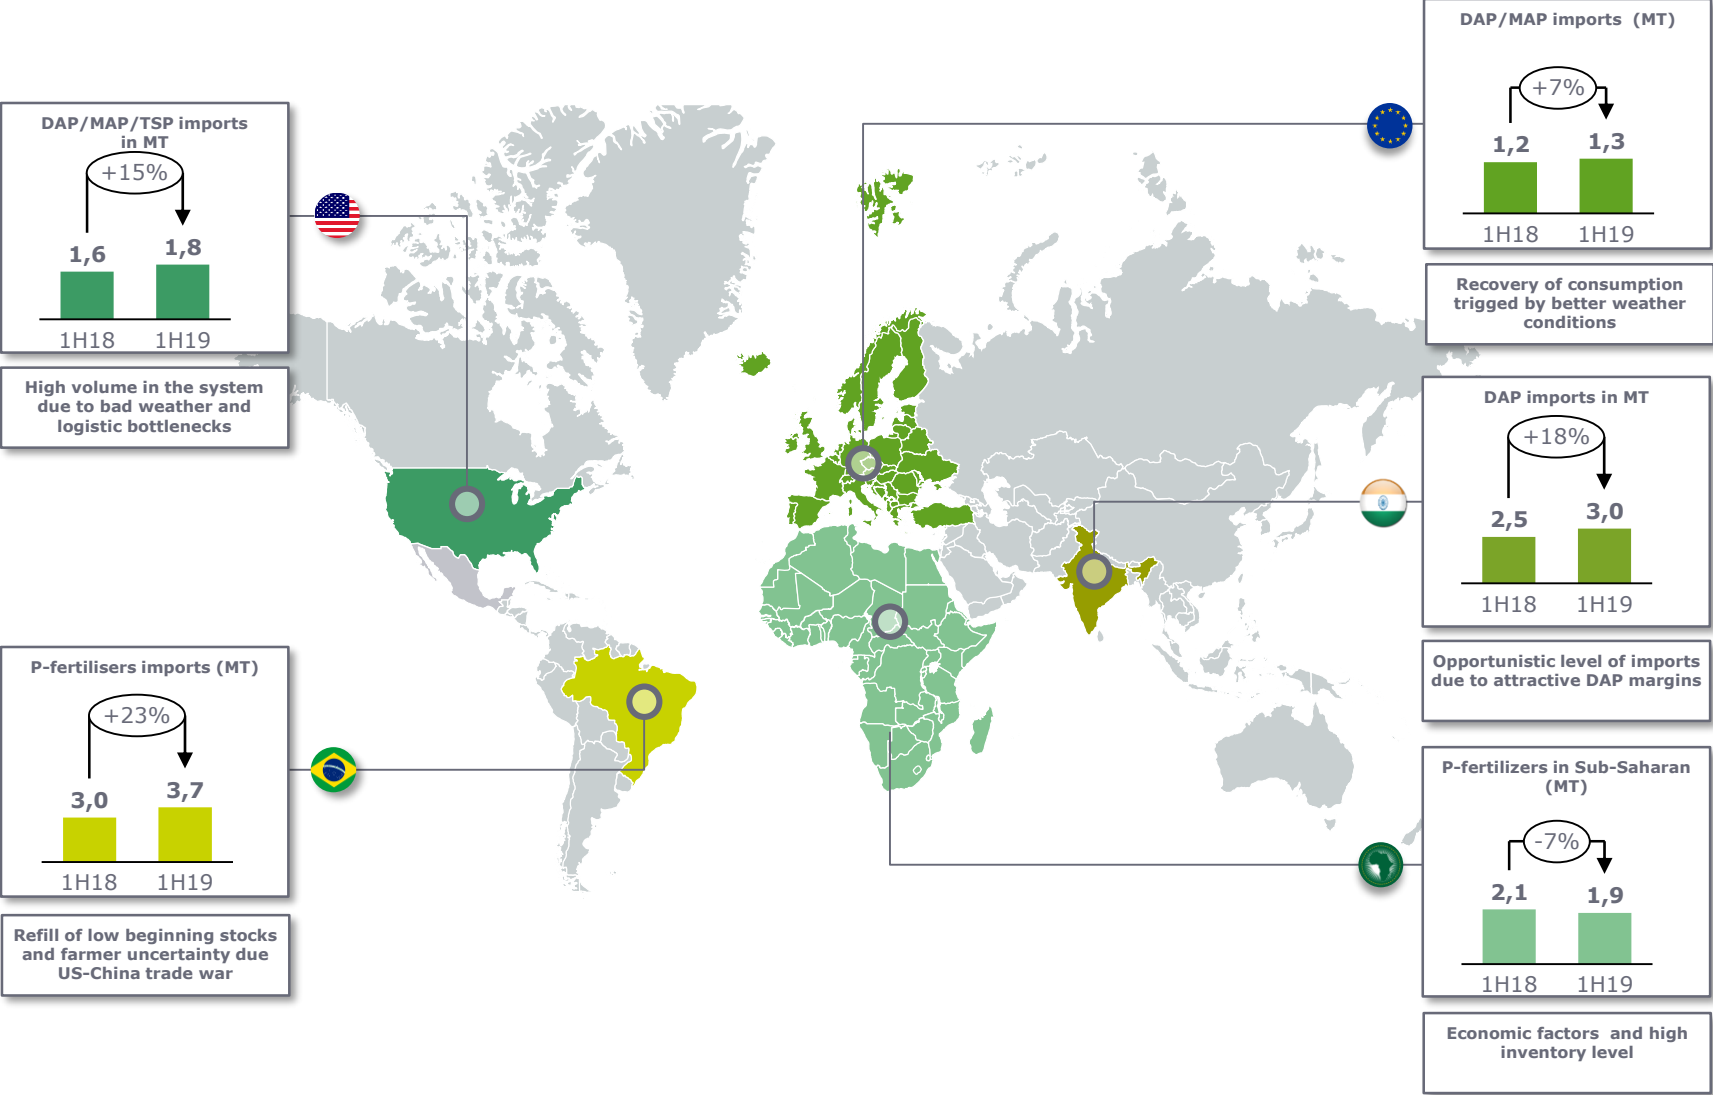 DAP/MAP/TSP imports
in MT
+15%
1,6
1,8
1H18
1H19
High volume in the system
due to bad weather and
logistic bottlenecks
P-fertilisers imports (MT)
+23%
3,0
3,7
1H18
1H19
Refill of low beginning stocks
and farmer uncertainty due
US-China trade war
DAP/MAP imports (MT)
+7%
1,2
1,3
1H18
1H19
Recovery of consumption
trigged by better weather
conditions
DAP imports in MT
+18%
2,5
3,0
1H18
1H19
Opportunistic level of imports
due to attractive DAP margins
P-fertilizers in Sub-Saharan
(MT)
-7%
2,1
1,9
1H18
1H19
Economic factors and high
inventory level